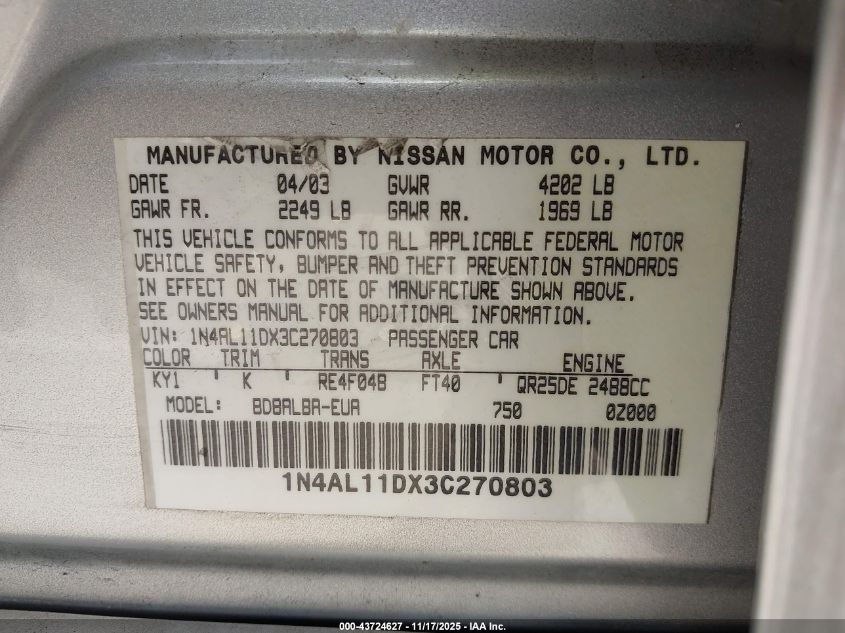 MANUFACTURED BY NISSAN MOTOR CO., LTD.
DATE 04/03 GVWR 4202 LB
GAWR FR. 2249 LB GAWR RR. 1969 LB
THIS VEHICLE CONFORMS TO ALL APPLICABLE FEDERAL MOTOR
VEHICLE SAFETY, BUMPER AND THEFT PREVENTION STANDARDS
IN EFFECT ON THE DATE OF MANUFACTURE SHOWN ABOVE.
SEE OWNERS MANUAL FOR ADDITIONAL INFORMATION.
VIN: 1N4AL11DX3C270803 PASSENGER CAR
COLOR TRIM TRANS AXLE ENGINE
KY1 ' K ' RE4F04B FT40 ' QR25DE 2488CC
MODEL: BDBALBA-EUA 750 0Z000
1N4AL11DX3C270803
000-43724627 - 11/17/2025 - IAA Inc.